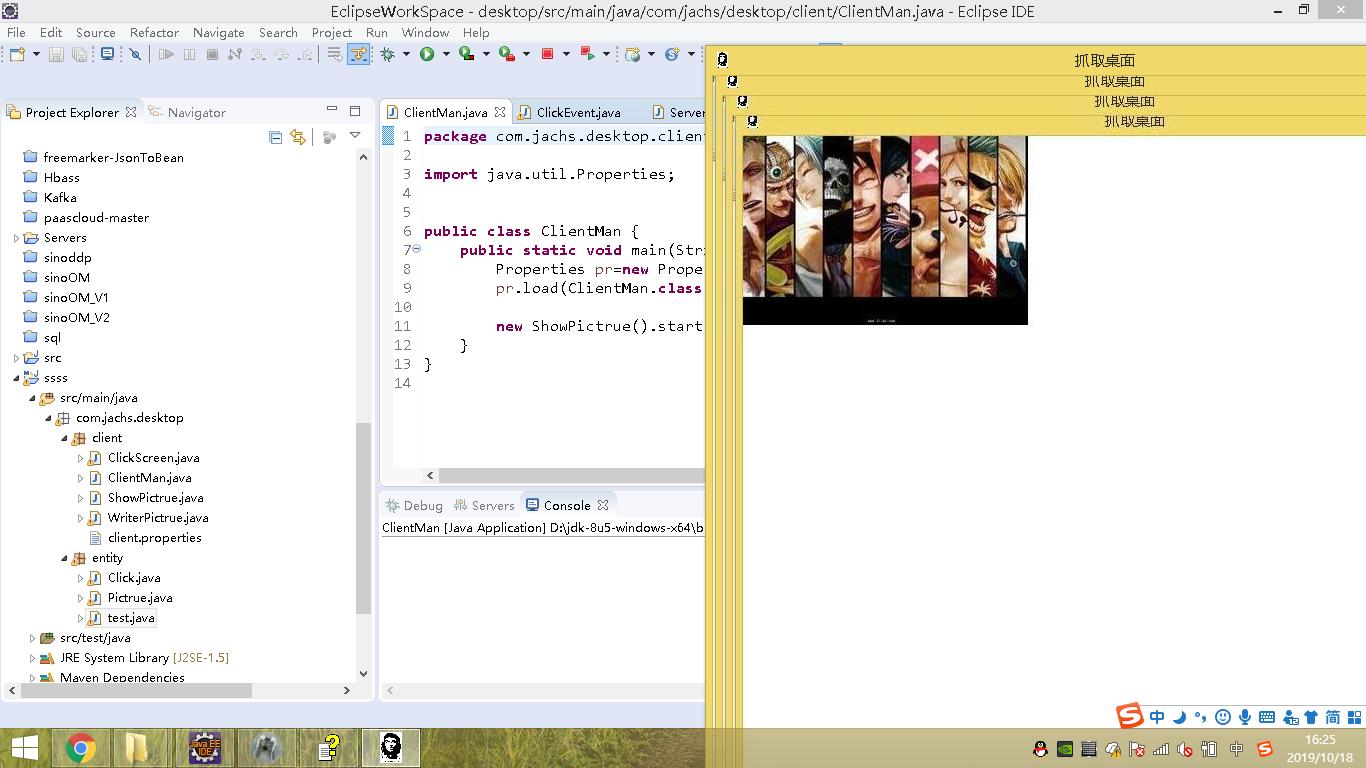 EclipseWorkSpace - desktop/src/main/java/com/jachs/desktop/client/ClientMan.java - Eclipse IDE
File Edit Source Refactor Navigate Search Project Run Window Help
抓取桌面
抓取桌面
抓取桌面
抓取桌面
Project Explorer Navigator
freemarker-JsonToBean
Hbass
Kafka
paascloud-master
Servers
sinoddp
sinoOM
sinoOM_V1
sinoOM_V2
sql
src
ssss
src/main/java
com.jachs.desktop
client
ClickScreen.java
ClientMan.java
ShowPictrue.java
WriterPictrue.java
client.properties
entity
Click.java
Pictrue.java
test.java
src/test/java
JRE System Library [J2SE-1.5]
Maven Dependencies
ClientMan.java ClickEvent.java Server
1 package com.jachs.desktop.client
2
3 import java.util.Properties;
4
5
6 public class ClientMan {
7 public static void main(Stri
8 Properties pr=new Prope
9 pr.load(ClientMan.class
10
11 new ShowPictrue().start
12 }
13 }
14
Debug Servers Console
ClientMan [Java Application] D:\jdk-8u5-windows-x64\b
中 简
Java EE
IDE
中
16:25
2019/10/18